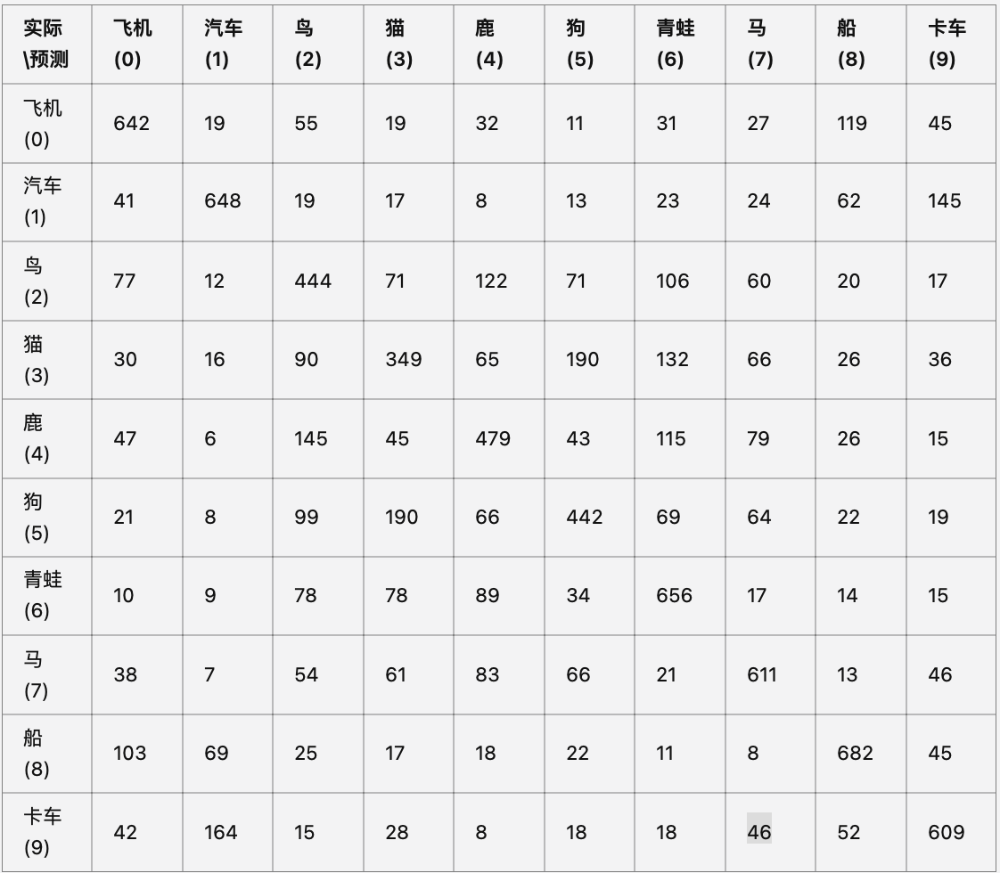 实际\预测 飞机(0) 汽车(1) 鸟(2) 猫(3) 鹿(4) 狗(5) 青蛙(6) 马(7) 船(8) 卡车(9)
飞机(0) 642 19 55 19 32 11 31 27 119 45
汽车(1) 41 648 19 17 8 13 23 24 62 145
鸟(2) 77 12 444 71 122 71 106 60 20 17
猫(3) 30 16 90 349 65 190 132 66 26 36
鹿(4) 47 6 145 45 479 43 115 79 26 15
狗(5) 21 8 99 190 66 442 69 64 22 19
青蛙(6) 10 9 78 78 89 34 656 17 14 15
马(7) 38 7 54 61 83 66 21 611 13 46
船(8) 103 69 25 17 18 22 11 8 682 45
卡车(9) 42 164 15 28 8 18 18 46 52 609